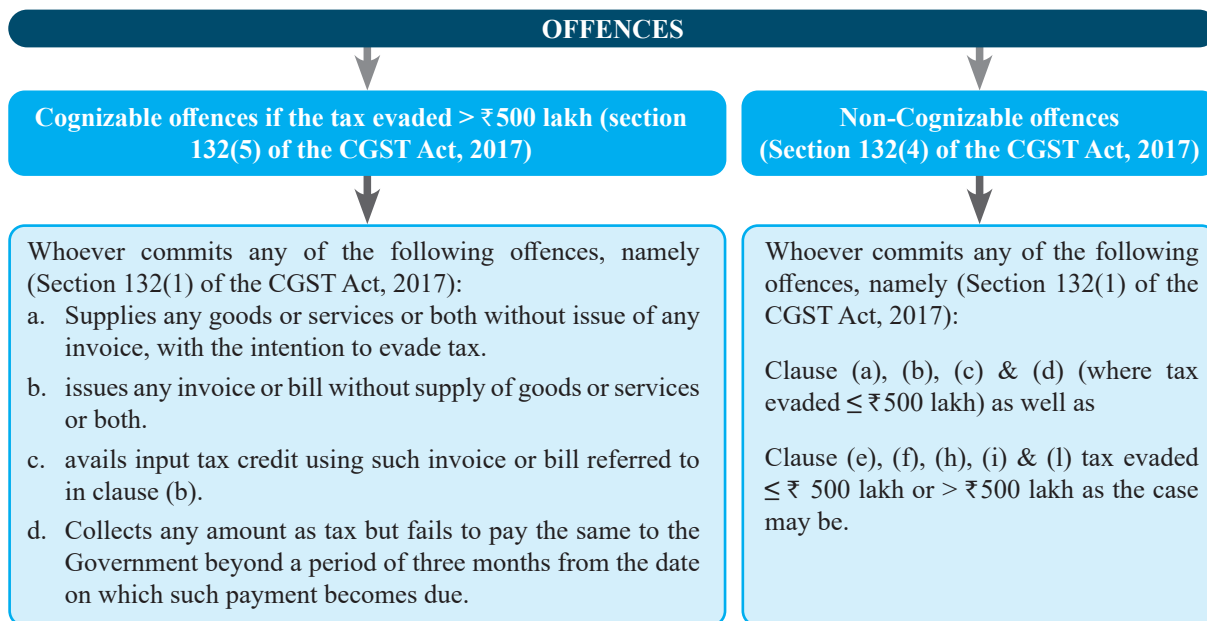 OFFENCES
Cognizable offences if the tax evaded > ₹500 lakh (section
132(5) of the CGST Act, 2017)
Whoever commits any of the following offences, namely
(Section 132(1) of the CGST Act, 2017):
a. Supplies any goods or services or both without issue of any
invoice, with the intention to evade tax.
b. issues any invoice or bill without supply of goods or services
or both.
c. avails input tax credit using such invoice or bill referred to
in clause (b).
d. Collects any amount as tax but fails to pay the same to the
Government beyond a period of three months from the date
on which such payment becomes due.
Non-Cognizable offences
(Section 132(4) of the CGST Act, 2017)
Whoever commits any of the following
offences, namely (Section 132(1) of the
CGST Act, 2017):
Clause (a), (b), (c) & (d) (where tax
evaded ≤ ₹500 lakh) as well as
Clause (e), (f), (h), (i) & (l) tax evaded
≤ ₹ 500 lakh or > ₹500 lakh as the case
may be.